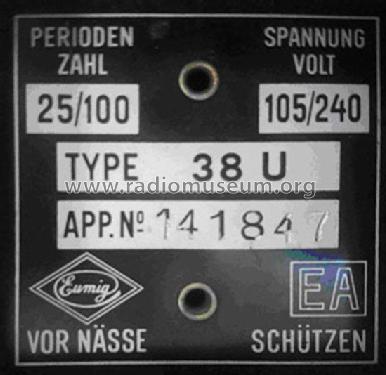 PERIODEN SPANNUNG
ZAHL VOLT
25/100 105/240
TYPE 38 U
www.radiomuseum.org
APP. Nº 141847
Eumig EA
VOR NÄSSE SCHÜTZEN